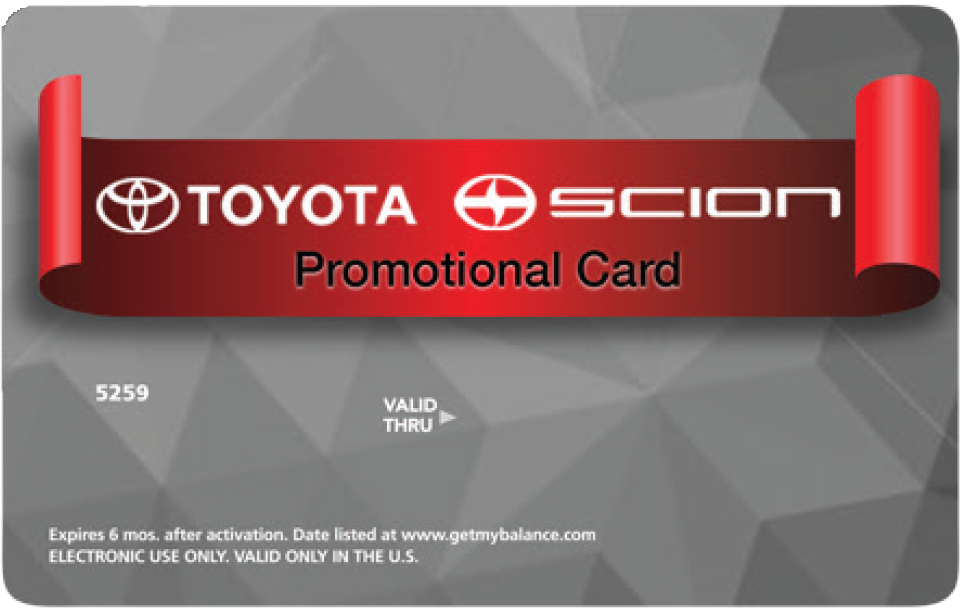 TOYOTA SCION
Promotional Card
5259
VALID
THRU
Expires 6 mos. after activation. Date listed at www.getmybalance.com
ELECTRONIC USE ONLY. VALID ONLY IN THE U.S.